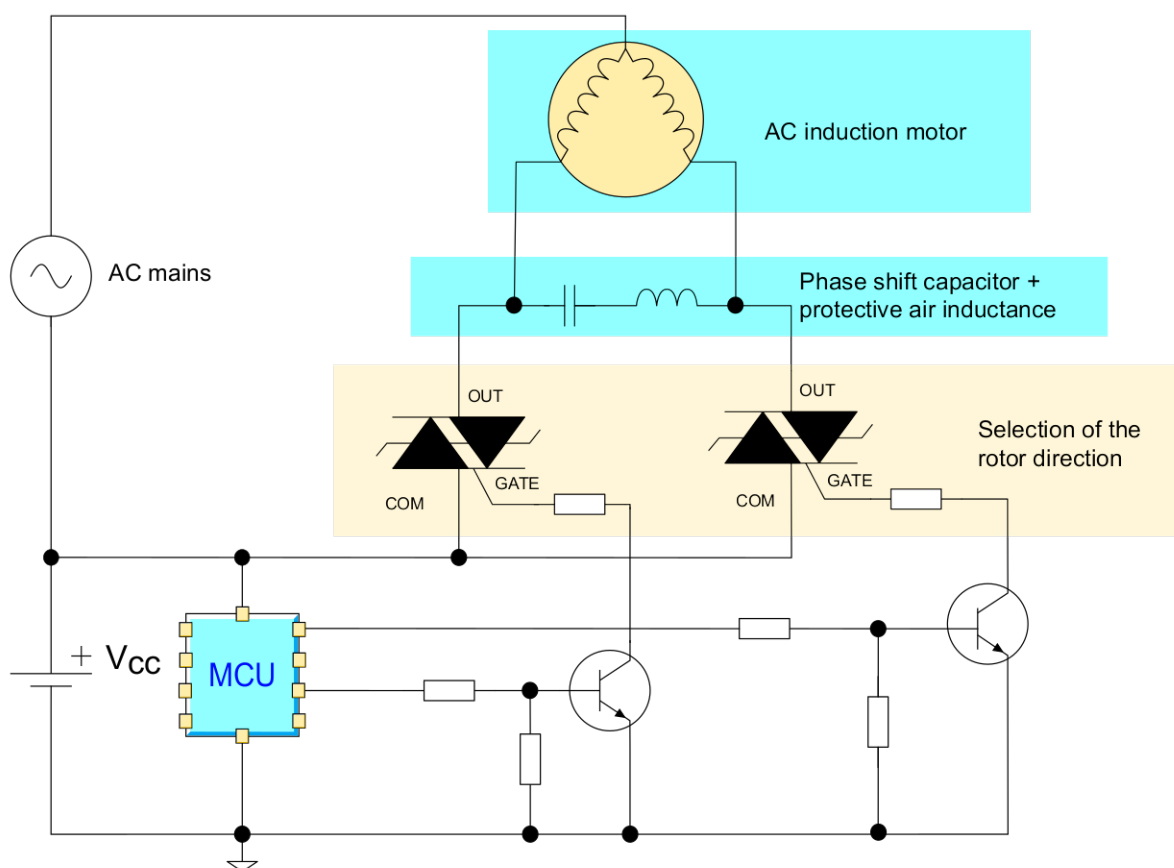 AC induction motor
AC mains
Phase shift capacitor +
protective air inductance
OUT
OUT
Selection of the
rotor direction
GATE
COM
GATE
COM
+ VCC
MCU